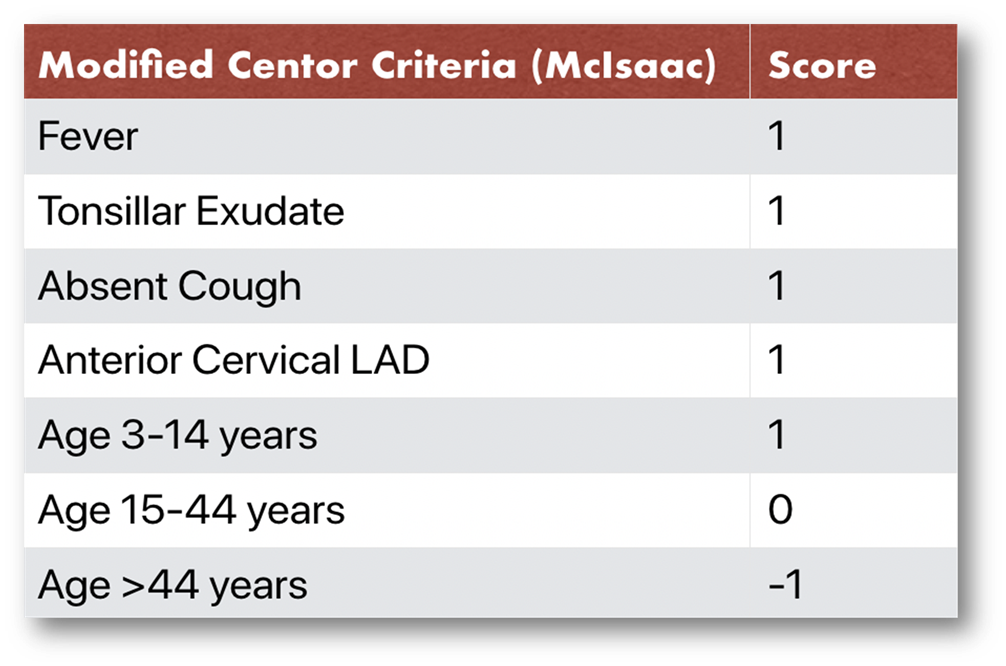 Modified Centor Criteria (McIsaac) Score
Fever 1
Tonsillar Exudate 1
Absent Cough 1
Anterior Cervical LAD 1
Age 3-14 years 1
Age 15-44 years 0
Age >44 years -1